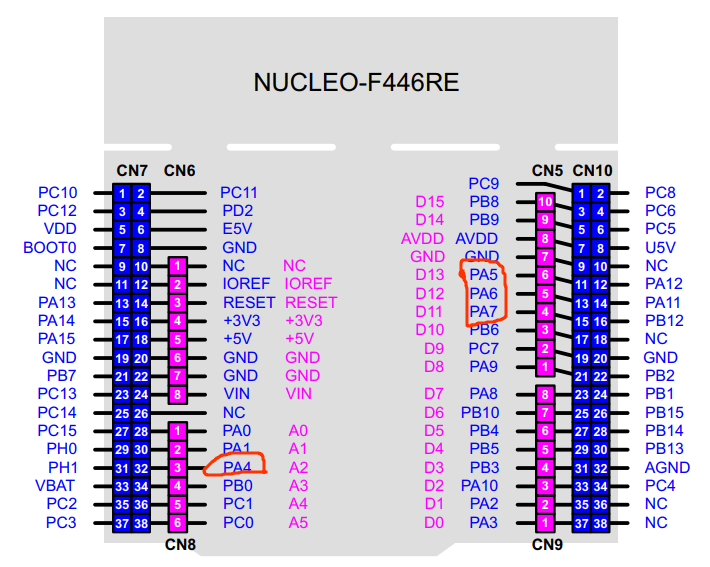 NUCLEO-F446RE
CN7 CN6 CN5 CN10
PC9
PC10 1 2 PC11 D15 PB8 10 1 2 PC8
PC12 3 4 PD2 D14 PB9 9 3 4 PC6
VDD 5 6 E5V AVDD AVDD 8 5 6 PC5
BOOT0 7 8 GND GND GND 7 7 8 U5V
NC 9 10 1 NC NC D13 PA5 6 9 10 NC
NC 11 12 2 IOREF IOREF D12 PA6 5 11 12 PA12
PA13 13 14 3 RESET RESET D11 PA7 4 13 14 PA11
PA14 15 16 4 +3V3 +3V3 D10 PB6 3 15 16 PB12
PA15 17 18 5 +5V +5V D9 PC7 2 17 18 NC
GND 19 20 6 GND GND D8 PA9 1 19 20 GND
PB7 21 22 7 GND GND 21 22 PB2
PC13 23 24 8 VIN VIN D7 PA8 8 23 24 PB1
PC14 25 26 NC D6 PB10 7 25 26 PB15
PC15 27 28 1 PA0 A0 D5 PB4 6 27 28 PB14
PH0 29 30 2 PA1 A1 D4 PB5 5 29 30 PB13
PH1 31 32 3 PA4 A2 D3 PB3 4 31 32 AGND
VBAT 33 34 4 PB0 A3 D2 PA10 3 33 34 PC4
PC2 35 36 5 PC1 A4 D1 PA2 2 35 36 NC
PC3 37 38 6 PC0 A5 D0 PA3 1 37 38 NC
CN8 CN9